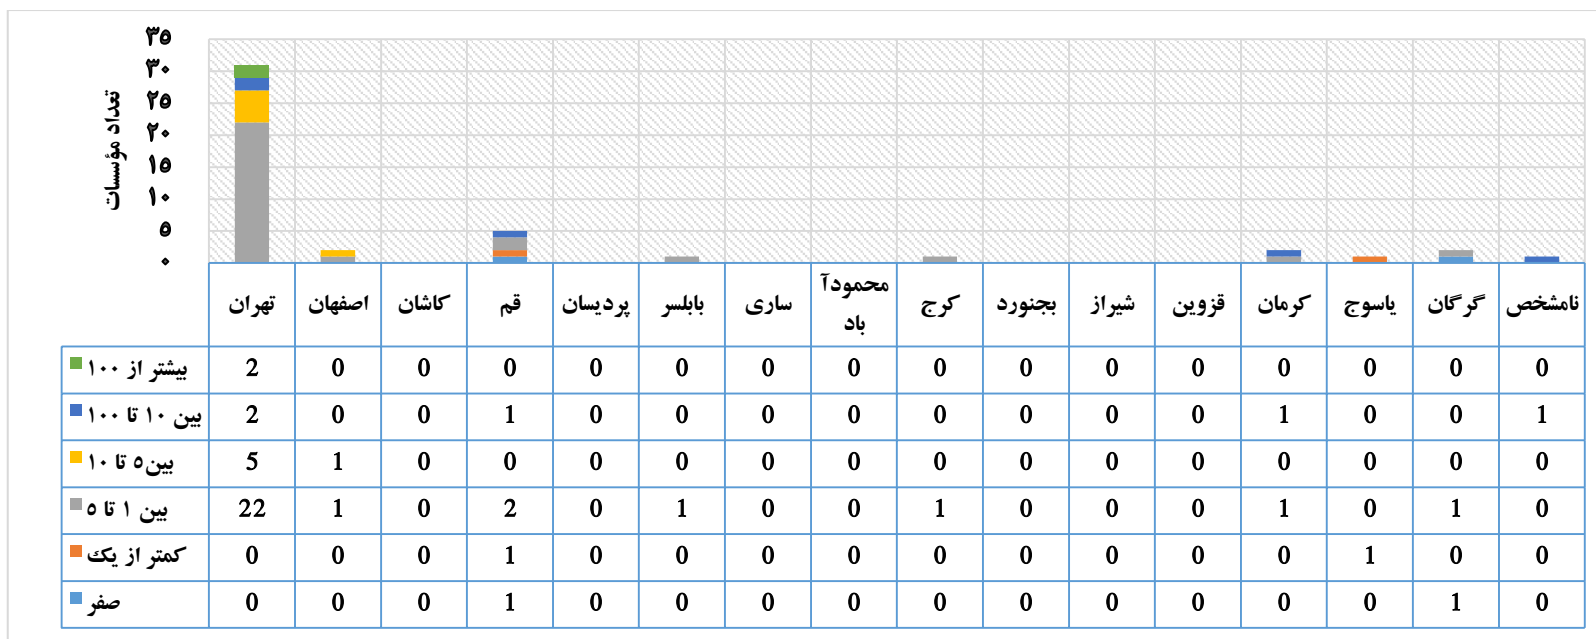 ۳۵
۳۰
۲۵
۲۰
۱۵
۱۰
۵
۰
تعداد مؤسسات
تهران اصفهان کاشان قم پردیسان بابلسر ساری محمودآ باد کرج بجنورد شیراز قزوین کرمان یاسوج گرگان نامشخص
بیشتر از ۱۰۰ 2 0 0 0 0 0 0 0 0 0 0 0 0 0 0 0
بین ۱۰ تا ۱۰۰ 2 0 0 1 0 0 0 0 0 0 0 0 1 0 0 1
بین۵ تا ۱۰ 5 1 0 0 0 0 0 0 0 0 0 0 0 0 0 0
بین ۱ تا ۵ 22 1 0 2 0 1 0 0 1 0 0 0 1 0 1 0
کمتر از یک 0 0 0 1 0 0 0 0 0 0 0 0 0 1 0 0
صفر 0 0 0 1 0 0 0 0 0 0 0 0 0 0 1 0